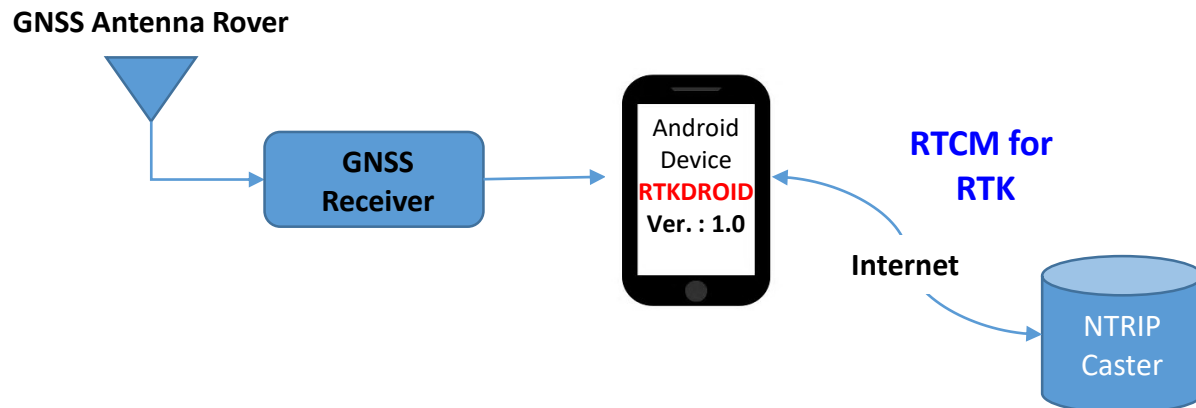 GNSS Antenna Rover
GNSS
Receiver
Android
Device
RTKDROID
Ver. : 1.0
RTCM for
RTK
Internet
NTRIP
Caster